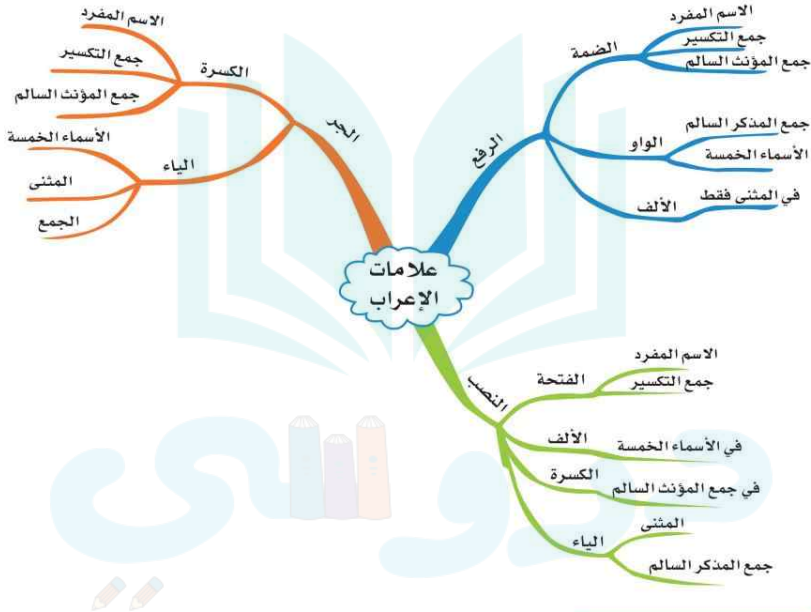 علامات
الإعراب
الرفع
الضمة
الاسم المفرد
جمع التكسير
جمع المؤنث السالم
الواو
جمع المذكر السالم
الأسماء الخمسة
الألف
في المثنى فقط
النصب
الفتحة
الاسم المفرد
جمع التكسير
الألف
في الأسماء الخمسة
الكسرة
في جمع المؤنث السالم
الياء
المثنى
جمع المذكر السالم
الجر
الكسرة
الاسم المفرد
جمع التكسير
جمع المؤنث السالم
الياء
الأسماء الخمسة
المثنى
الجمع